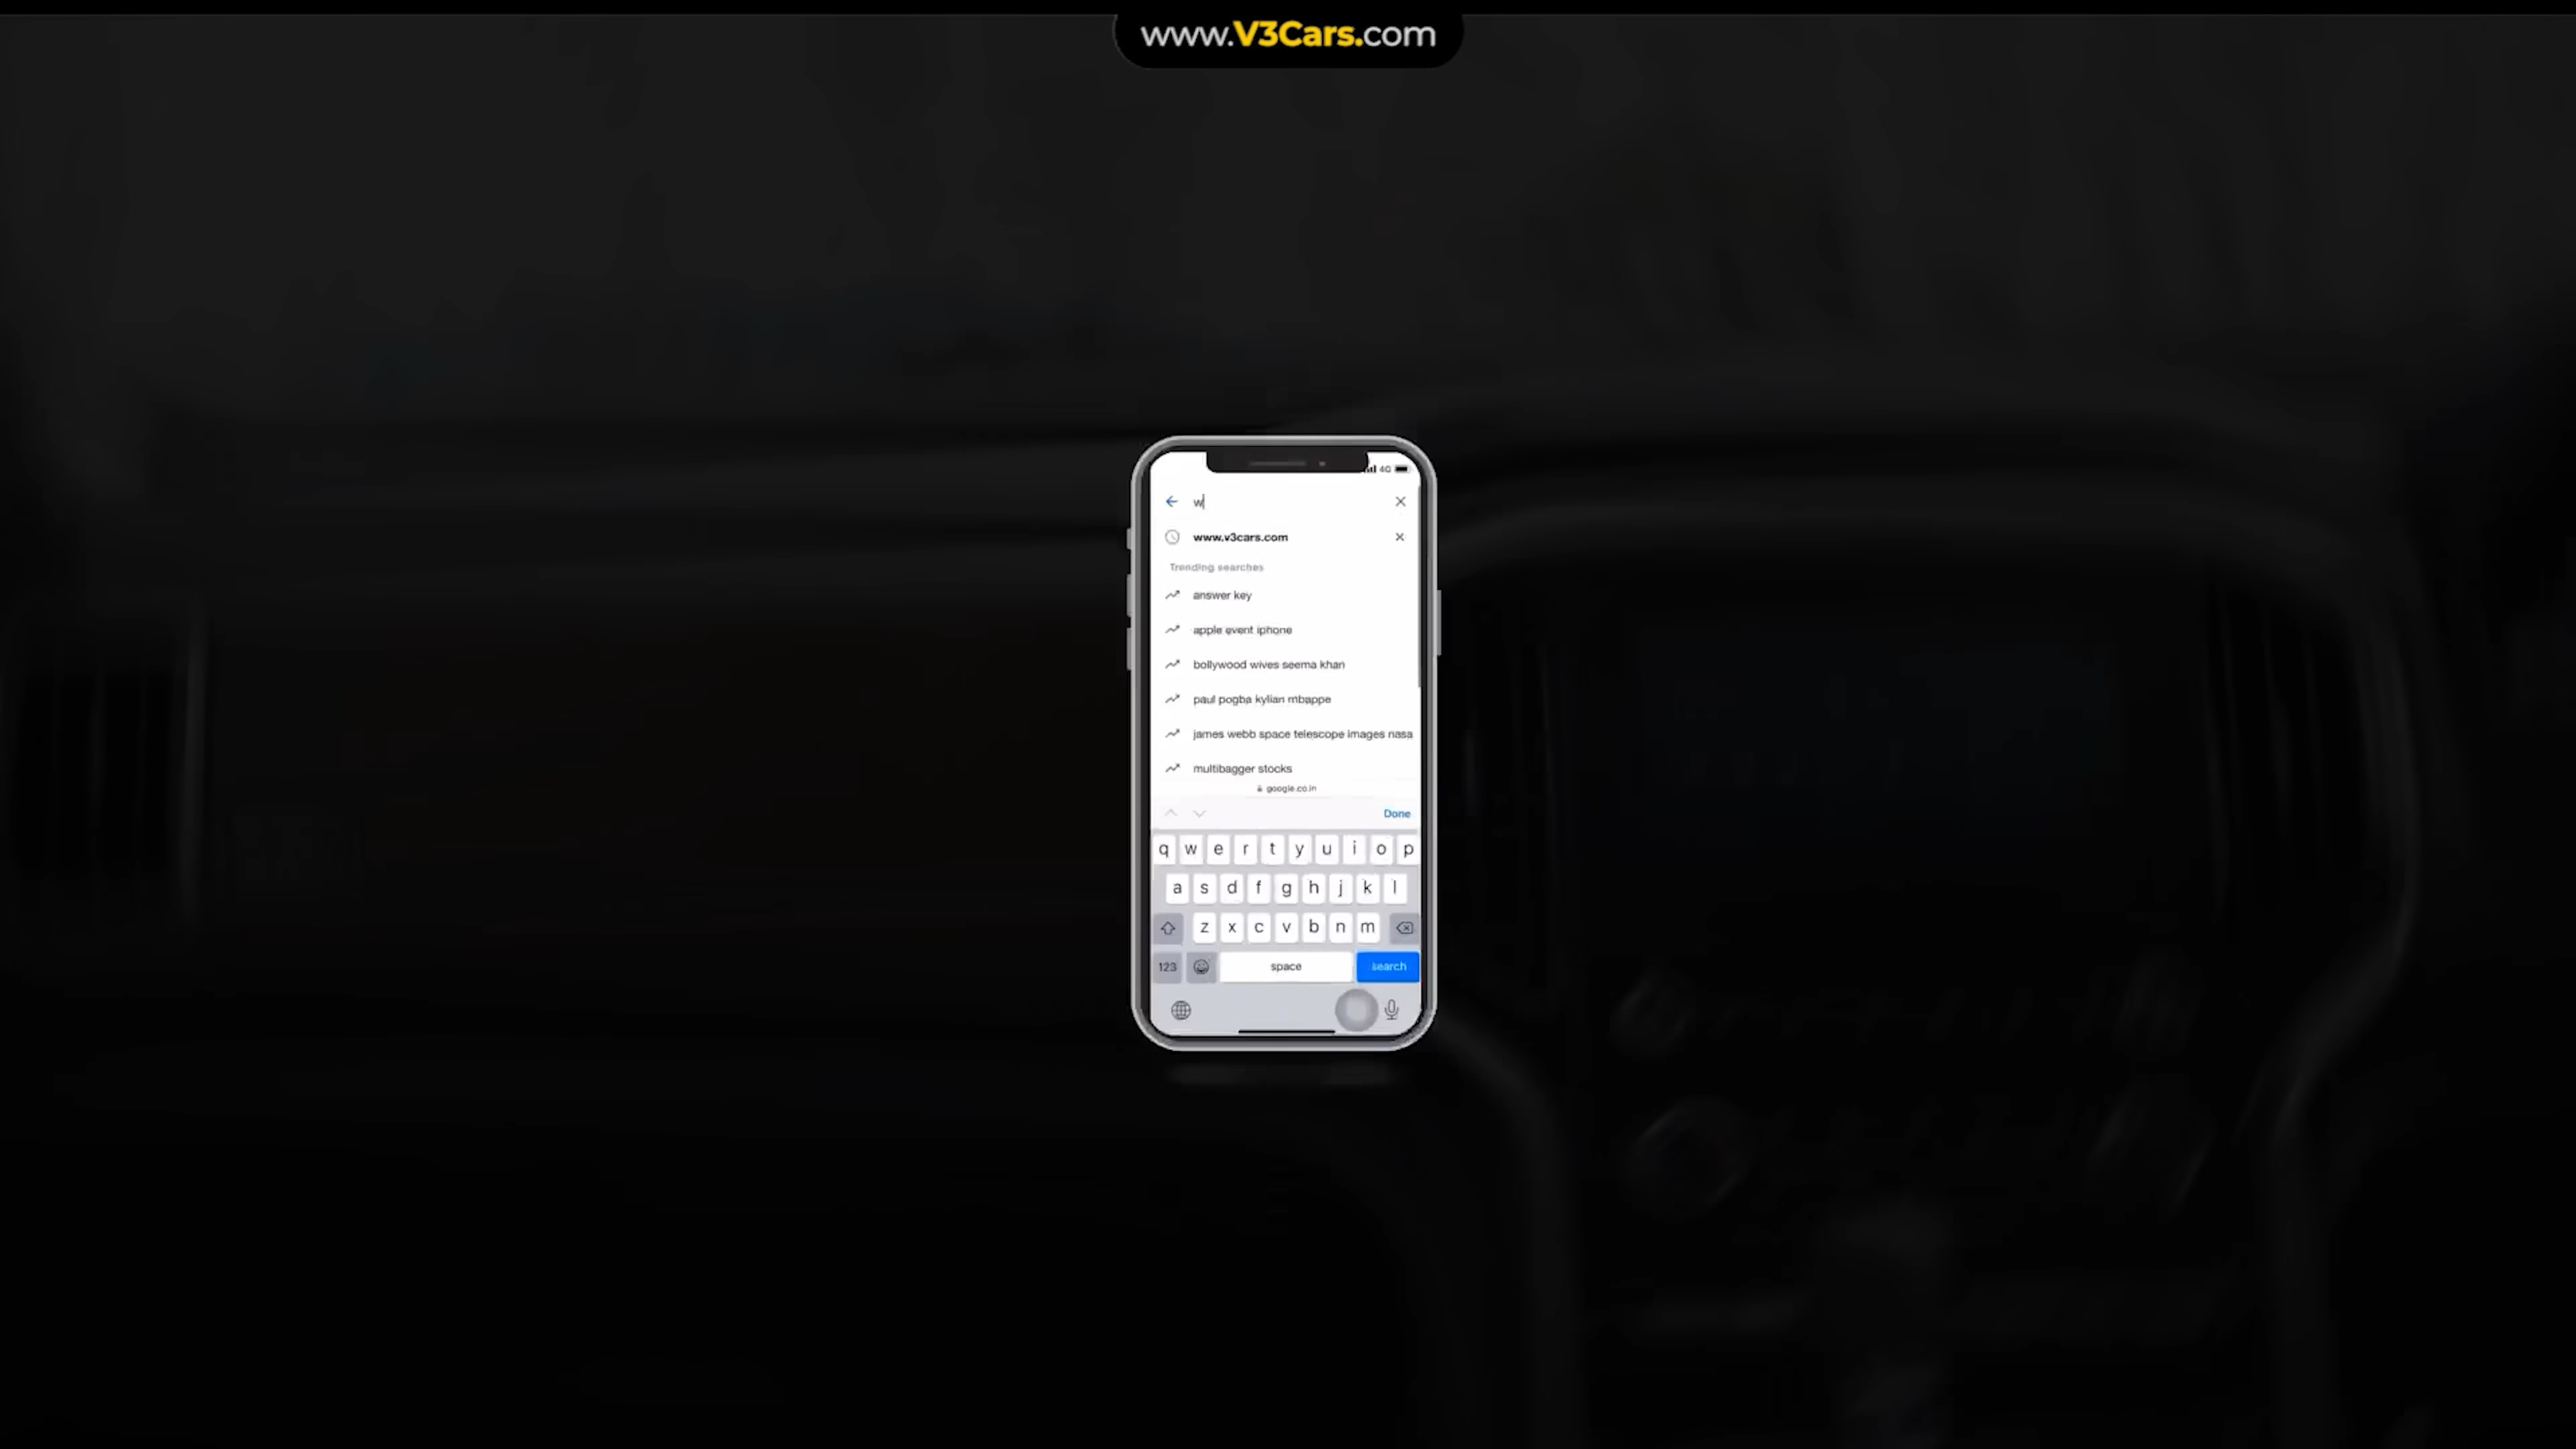 www.V3Cars.com
4G
w
www.v3cars.com
Trending searches
answer key
apple event iphone
bollywood wives seema khan
paul pogba kylian mbappe
james webb space telescope images nasa
multibagger stocks
google.co.in
Done
q w e r t y u i o p
a s d f g h j k l
z x c v b n m
123 space search